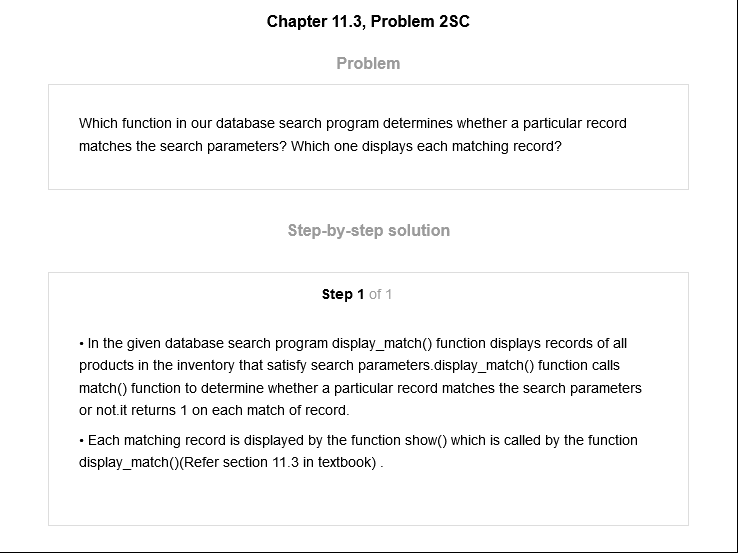 Chapter 11.3, Problem 2SC
Problem
Which function in our database search program determines whether a particular record
matches the search parameters? Which one displays each matching record?
Step-by-step solution
Step 1 of 1
• In the given database search program display_match() function displays records of all
products in the inventory that satisfy search parameters.display_match() function calls
match() function to determine whether a particular record matches the search parameters
or not.it returns 1 on each match of record.
• Each matching record is displayed by the function show() which is called by the function
display_match()(Refer section 11.3 in textbook) .